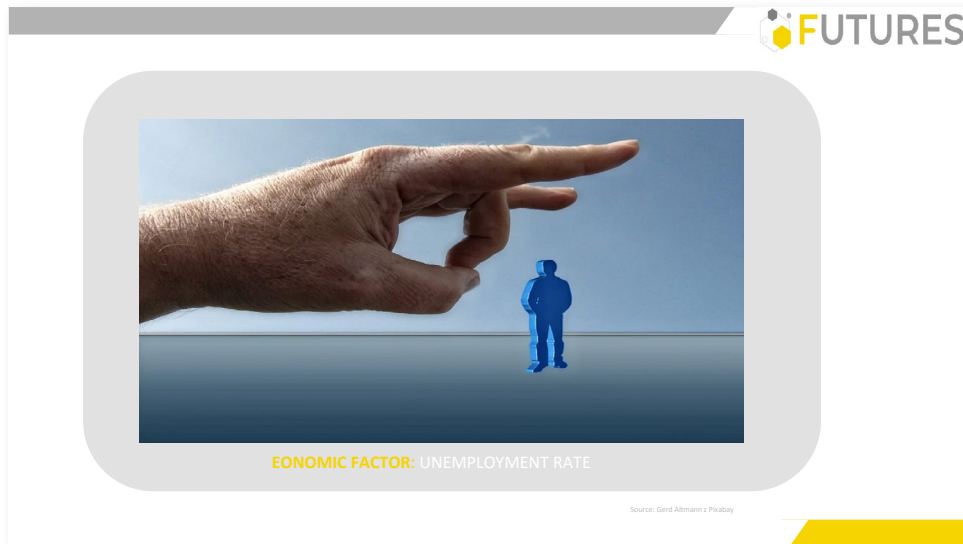 FUTURES
EONOMIC FACTOR: UNEMPLOYMENT RATE
Source: Gerd Altmann z Pixabay